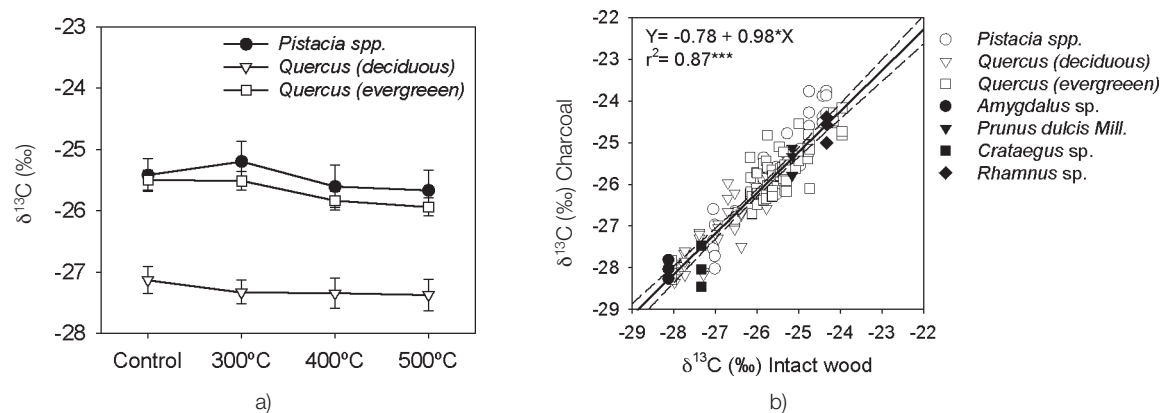 -23
-24
-25
-26
-27
-28
δ¹³C (‰)
Pistacia spp.
Quercus (deciduous)
Quercus (evergreeen)
Control 300ºC 400ºC 500ºC
a)
-22
-23
-24
-25
-26
-27
-28
-29
δ¹³C (‰) Charcoal
Y= -0.78 + 0.98*X
r²= 0.87***
-29 -28 -27 -26 -25 -24 -23 -22
δ¹³C (‰) Intact wood
Pistacia spp.
Quercus (deciduous)
Quercus (evergreeen)
Amygdalus sp.
Prunus dulcis Mill.
Crataegus sp.
Rhamnus sp.
b)